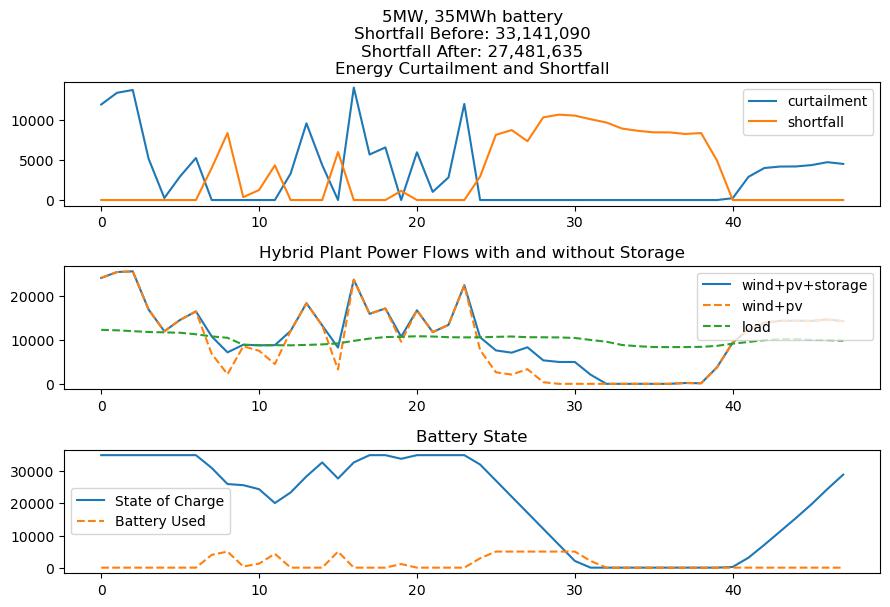 5MW, 35MWh battery
Shortfall Before: 33,141,090
Shortfall After: 27,481,635
Energy Curtailment and Shortfall
10000
5000
0
curtailment
shortfall
0 10 20 30 40
Hybrid Plant Power Flows with and without Storage
20000
10000
0
wind+pv+storage
wind+pv
load
0 10 20 30 40
Battery State
30000
20000
10000
0
State of Charge
Battery Used
0 10 20 30 40